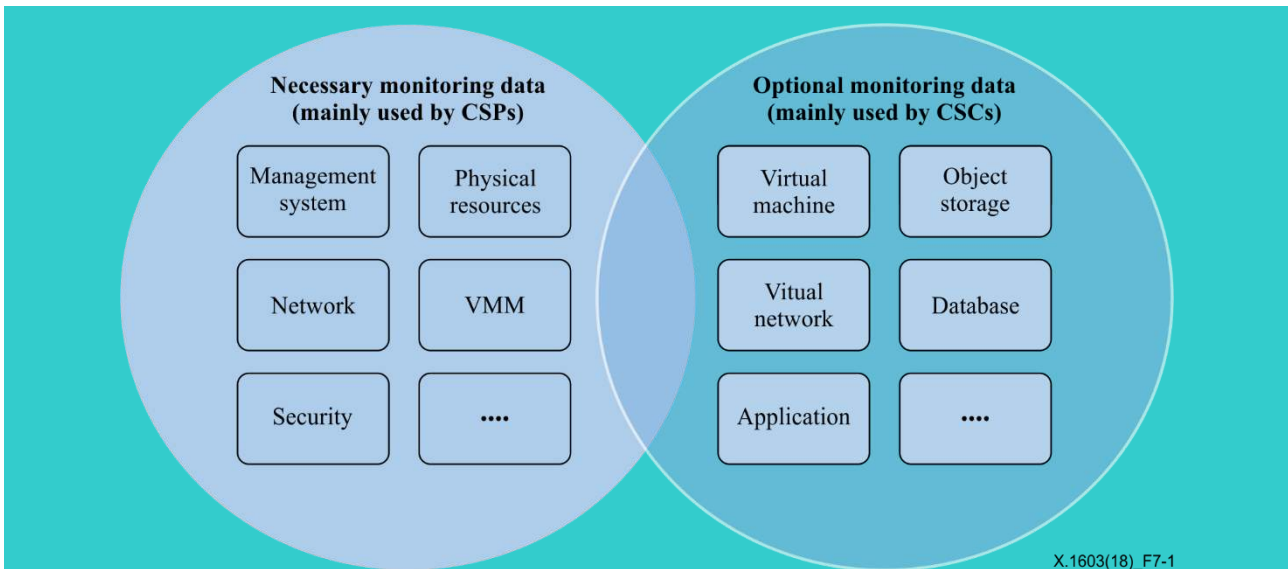 Necessary monitoring data
(mainly used by CSPs)
Management
system
Physical
resources
Network
VMM
Security
....
Optional monitoring data
(mainly used by CSCs)
Virtual
machine
Object
storage
Vitual
network
Database
Application
....
X.1603(18)_F7-1